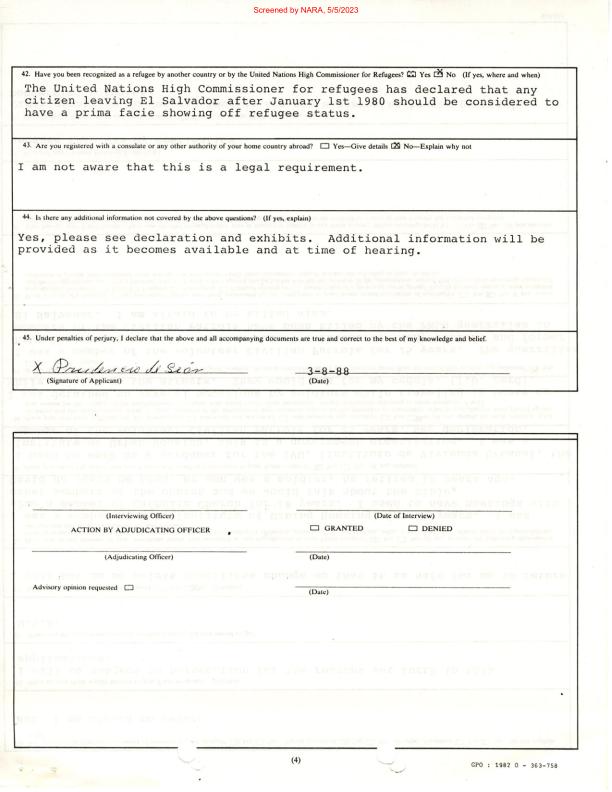 Screened by NARA, 5/5/2023
42. Have you been recognized as a refugee by another country or by the United Nations High Commissioner for Refugees? ☒ Yes ☒ No (If yes, where and when)
The United Nations High Commissioner for refugees has declared that any
citizen leaving El Salvador after January 1st 1980 should be considered to
have a prima facie showing off refugee status.
43. Are you registered with a consulate or any other authority of your home country abroad? ☐ Yes—Give details ☒ No—Explain why not
I am not aware that this is a legal requirement.
44. Is there any additional information not covered by the above questions? (If yes, explain)
Yes, please see declaration and exhibits. Additional information will be
provided as it becomes available and at time of hearing.
45. Under penalties of perjury, I declare that the above and all accompanying documents are true and correct to the best of my knowledge and belief.
X Prudencio de Sion 3-8-88
(Signature of Applicant) (Date)
(Interviewing Officer) (Date of Interview)
ACTION BY ADJUDICATING OFFICER ☐ GRANTED ☐ DENIED
(Adjudicating Officer) (Date)
Advisory opinion requested ☐
(Date)
(4)
GPO : 1982 O - 363-758